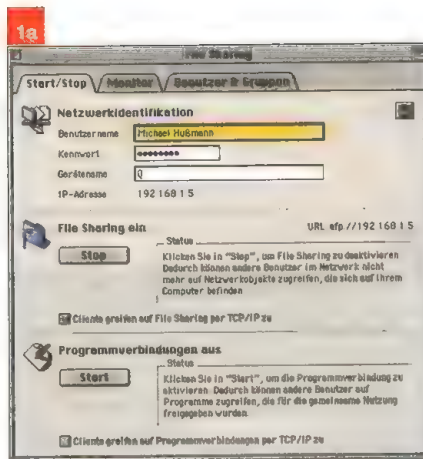 1a
File Sharing
Start/Stop Monitor Benutzer & Gruppen
Netzwerkidentifikation
Benutzername Michael Hußmann
Kennwort ••••••••
Gerätename Q
IP-Adresse 192 168 1 5
File Sharing ein URL afp //192 168 1 5
Status
Stop
Klicken Sie in "Stop", um File Sharing zu deaktivieren
Dadurch können andere Benutzer im Netzwerk nicht
mehr auf Netzwerkobjekte zugreifen, die sich auf Ihrem
Computer befinden
Clients greifen auf File Sharing per TCP/IP zu
Programmverbindungen aus
Status
Start
Klicken Sie in "Start", um die Programmverbindung zu
aktivieren Dadurch können andere Benutzer auf
Programme zugreifen, die für die gemeinsame Nutzung
freigegeben wurden
Clients greifen auf Programmverbindungen per TCP/IP zu